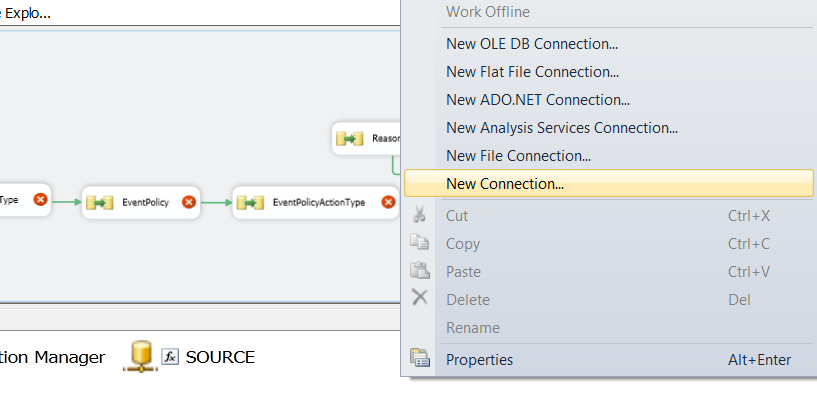 e Explo...
Work Offline
New OLE DB Connection...
New Flat File Connection...
New ADO.NET Connection...
New Analysis Services Connection...
New File Connection...
New Connection...
Cut Ctrl+X
Copy Ctrl+C
Paste Ctrl+V
Delete Del
Rename
Properties Alt+Enter
Reason
Type
EventPolicy
EventPolicyActionType
tion Manager
fx SOURCE